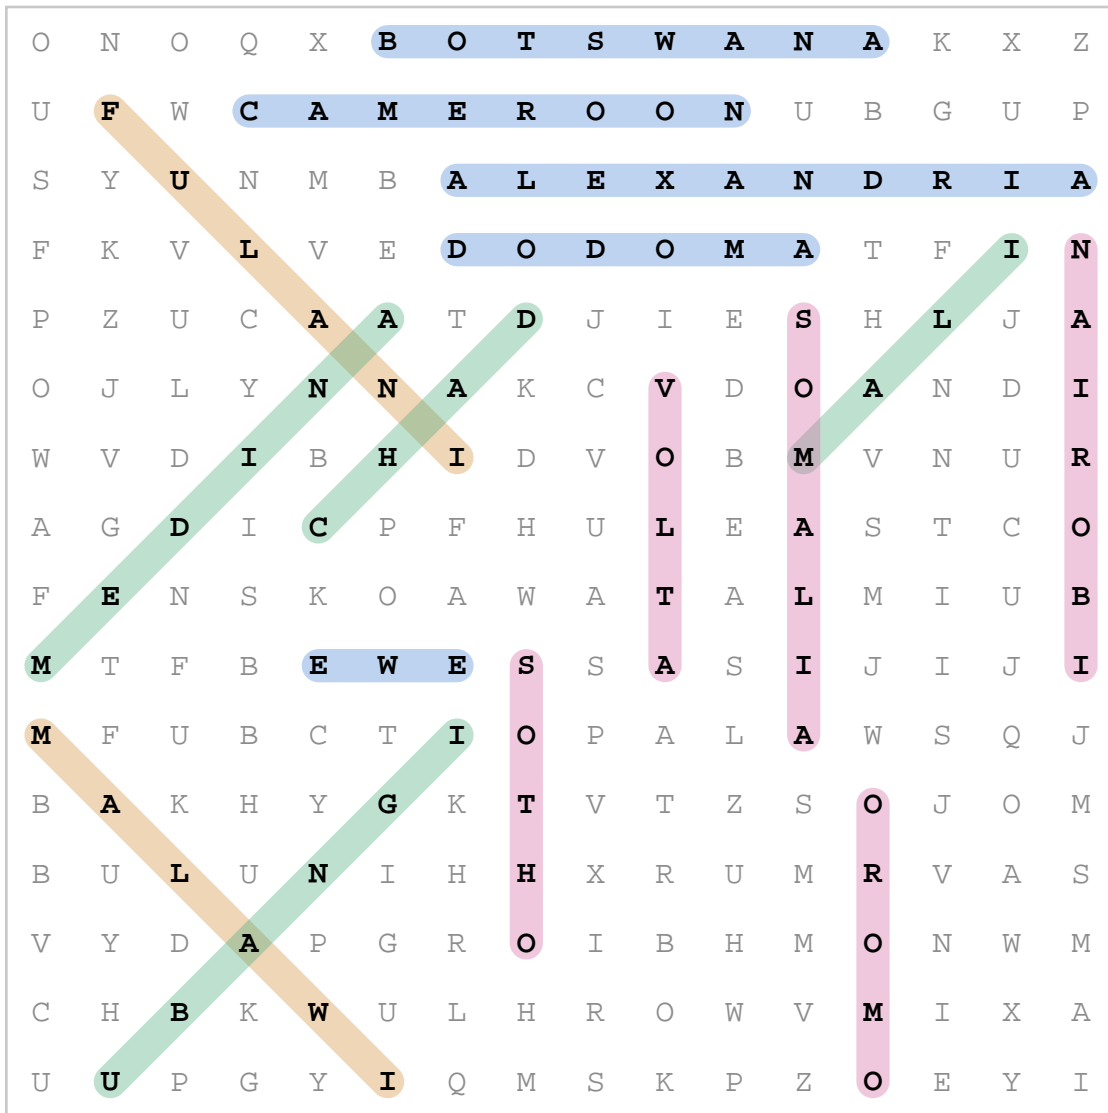 O N O Q X B O T S W A N A K X Z
U F W C A M E R O O N U B G U P
S Y U N M B A L E X A N D R I A
F K V L V E D O D O M A T F I N
P Z U C A A T D J I E S H L J A
O J L Y N N A K C V D O A N D I
W V D I B H I D V O B M V N U R
A G D I C P F H U L E A S T C O
F E N S K O A W A T A L M I U B
M T F B E W E S S A S I J I J I
M F U B C T I O P A L A W S Q J
B A K H Y G K T V T Z S O J O M
B U L U N I H H X R U M R V A S
V Y D A P G R O I B H M O N W M
C H B K W U L H R O W V M I X A
U U P G Y I Q M S K P Z O E Y I